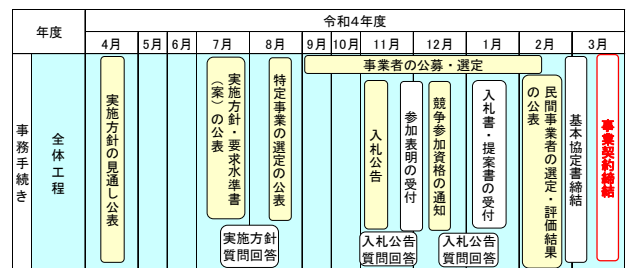 年度
令和4年度
4月
5月
6月
7月
8月
9月
10月
11月
12月
1月
2月
3月
事務手続き
全体工程
事業者の公募・選定
実施方針の見通し公表
実施方針・要求水準書
(案)の公表
特定事業の選定の公表
入札公告
参加表明の受付
競争参加資格の通知
入札書・提案書の受付
民間事業者の選定・評価結果
の公表
基本協定書締結
事業契約締結
実施方針
質問回答
入札公告
質問回答
入札公告
質問回答